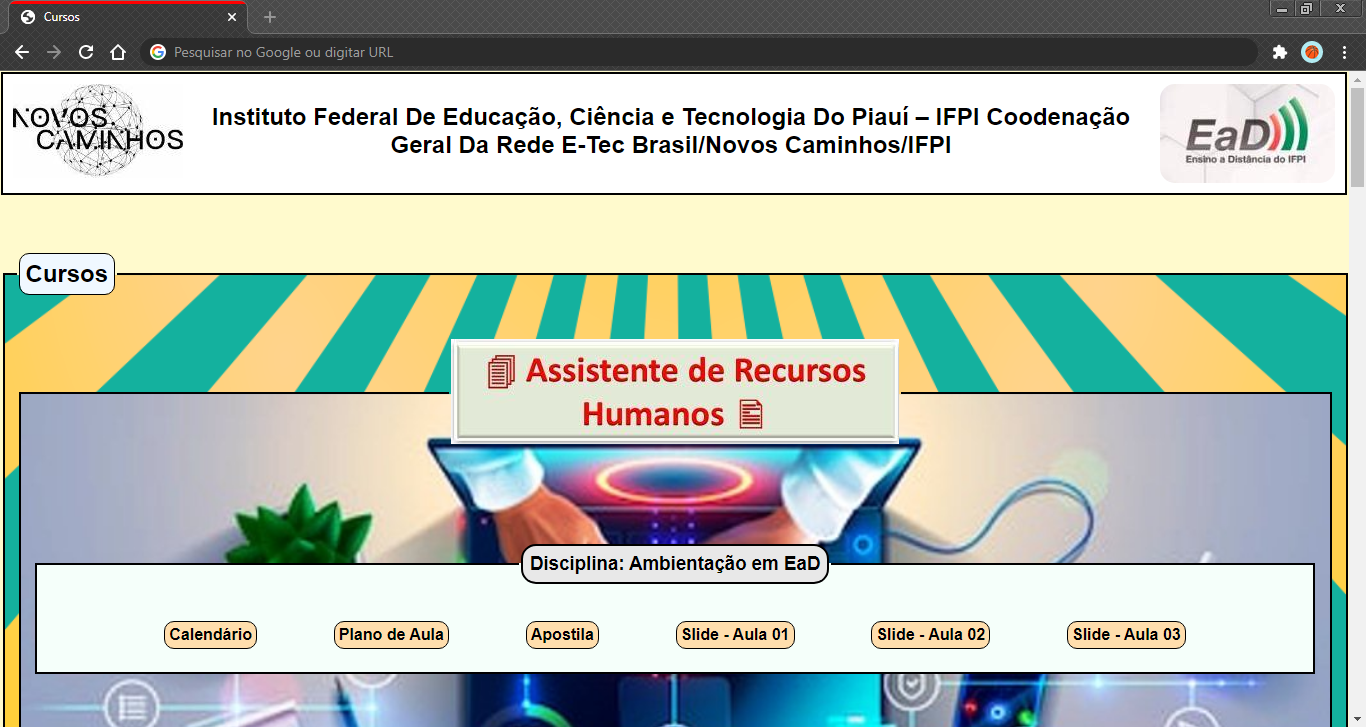 Cursos
Pesquisar no Google ou digitar URL
NOVOS
CAMINHOS
Instituto Federal De Educação, Ciência e Tecnologia Do Piauí – IFPI Coodenação
Geral Da Rede E-Tec Brasil/Novos Caminhos/IFPI
EaD
Ensino a Distância do IFPI
Cursos
Assistente de Recursos
Humanos
Disciplina: Ambientação em EaD
Calendário
Plano de Aula
Apostila
Slide - Aula 01
Slide - Aula 02
Slide - Aula 03